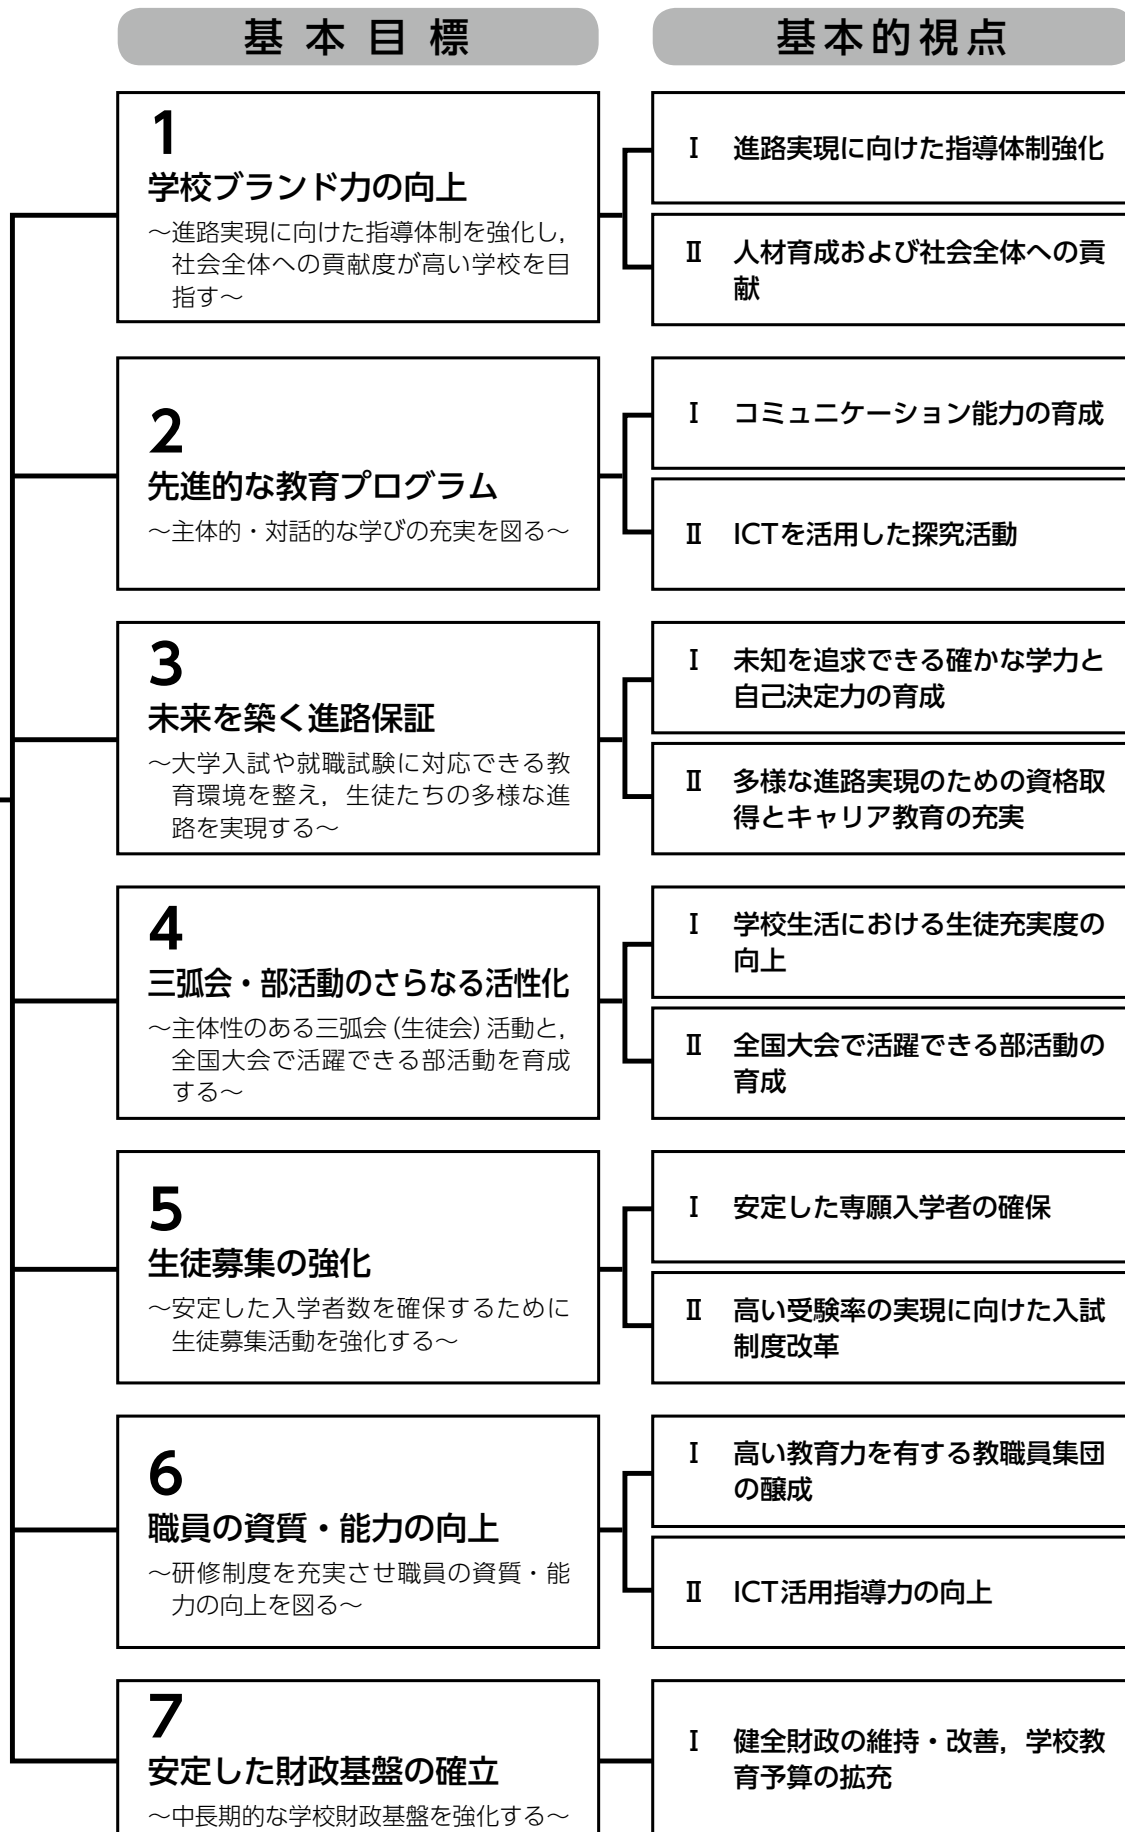 基本目標
基本的視点
1
学校ブランド力の向上
～進路実現に向けた指導体制を強化し，
社会全体への貢献度が高い学校を目
指す～
Ⅰ 進路実現に向けた指導体制強化
Ⅱ 人材育成および社会全体への貢
献
2
先進的な教育プログラム
～主体的・対話的な学びの充実を図る～
Ⅰ コミュニケーション能力の育成
Ⅱ ICTを活用した探究活動
3
未来を築く進路保証
～大学入試や就職試験に対応できる教
育環境を整え，生徒たちの多様な進
路を実現する～
Ⅰ 未知を追求できる確かな学力と
自己決定力の育成
Ⅱ 多様な進路実現のための資格取
得とキャリア教育の充実
4
三弧会・部活動のさらなる活性化
～主体性のある三弧会（生徒会）活動と，
全国大会で活躍できる部活動を育成
する～
Ⅰ 学校生活における生徒充実度の
向上
Ⅱ 全国大会で活躍できる部活動の
育成
5
生徒募集の強化
～安定した入学者数を確保するために
生徒募集活動を強化する～
Ⅰ 安定した専願入学者の確保
Ⅱ 高い受験率の実現に向けた入試
制度改革
6
職員の資質・能力の向上
～研修制度を充実させ職員の資質・能
力の向上を図る～
Ⅰ 高い教育力を有する教職員集団
の醸成
Ⅱ ICT活用指導力の向上
7
安定した財政基盤の確立
～中長期的な学校財政基盤を強化する～
Ⅰ 健全財政の維持・改善，学校教
育予算の拡充